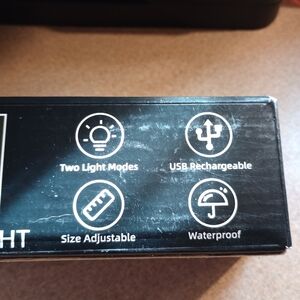 Two Light Modes
USB Rechargeable
Size Adjustable
Waterproof
HT